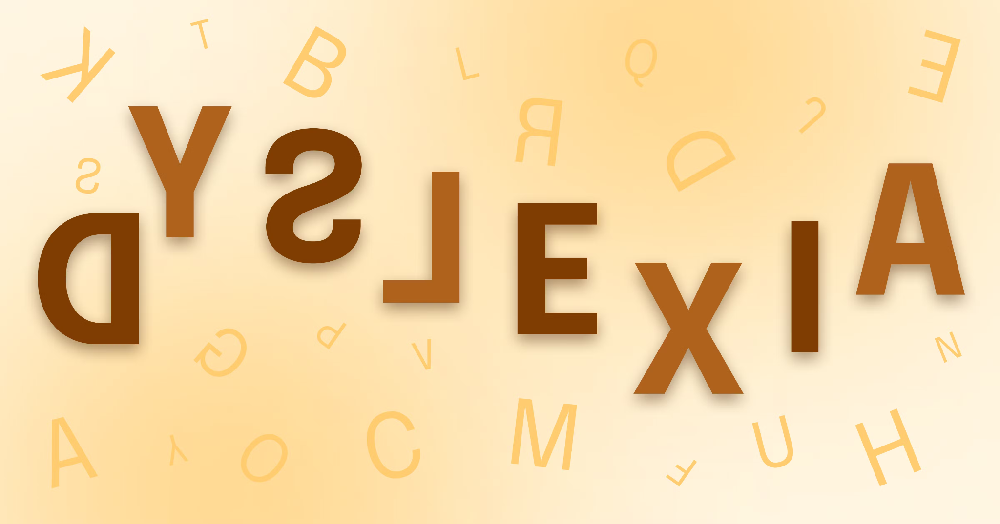 K T B L Q E
R J
S D
DYSLEXIA
G P V N
A Y O C M F U H